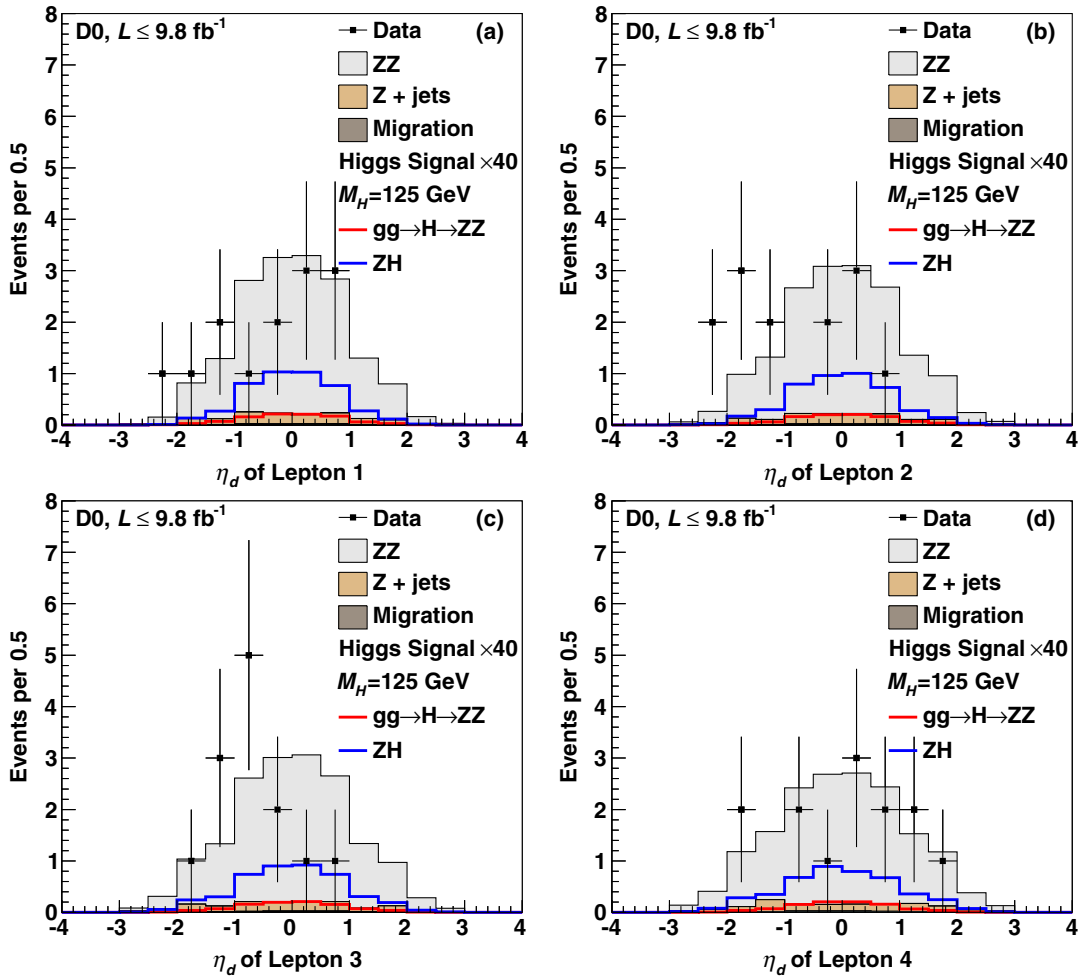 D0, L ≤ 9.8 fb⁻¹
(a)
Data
ZZ
Z + jets
Migration
Higgs Signal ×40
M_H=125 GeV
gg→H→ZZ
ZH
Events per 0.5
0 1 2 3 4 5 6 7 8
-4 -3 -2 -1 0 1 2 3 4
η_d of Lepton 1
D0, L ≤ 9.8 fb⁻¹
(b)
Data
ZZ
Z + jets
Migration
Higgs Signal ×40
M_H=125 GeV
gg→H→ZZ
ZH
Events per 0.5
0 1 2 3 4 5 6 7 8
-4 -3 -2 -1 0 1 2 3 4
η_d of Lepton 2
D0, L ≤ 9.8 fb⁻¹
(c)
Data
ZZ
Z + jets
Migration
Higgs Signal ×40
M_H=125 GeV
gg→H→ZZ
ZH
Events per 0.5
0 1 2 3 4 5 6 7 8
-4 -3 -2 -1 0 1 2 3 4
η_d of Lepton 3
D0, L ≤ 9.8 fb⁻¹
(d)
Data
ZZ
Z + jets
Migration
Higgs Signal ×40
M_H=125 GeV
gg→H→ZZ
ZH
Events per 0.5
0 1 2 3 4 5 6 7 8
-4 -3 -2 -1 0 1 2 3 4
η_d of Lepton 4